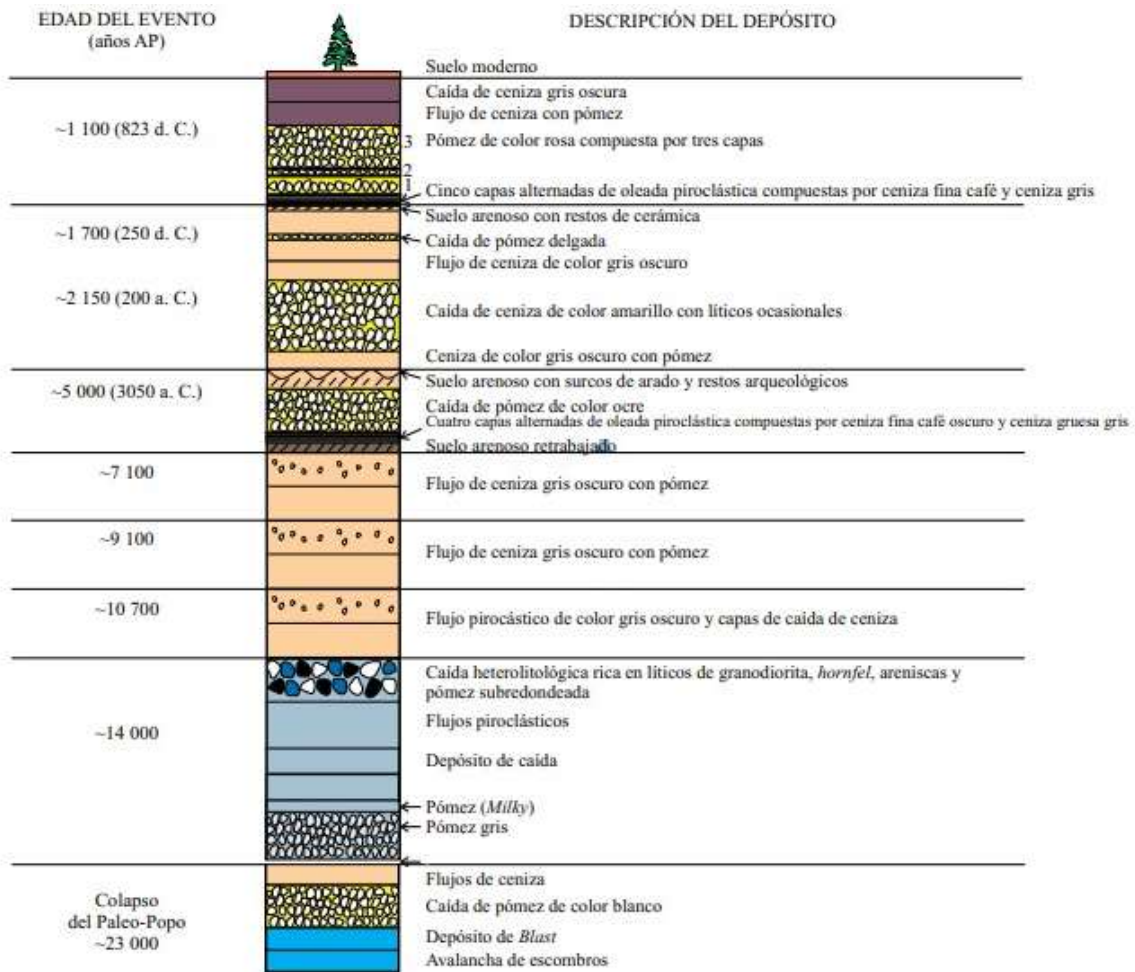 EDAD DEL EVENTO
(años AP)
DESCRIPCIÓN DEL DEPÓSITO
Suelo moderno
~1 100 (823 d. C.)
Caída de ceniza gris oscura
Flujo de ceniza con pómez
3 Pómez de color rosa compuesta por tres capas
2
1
Cinco capas alternadas de oleada piroclástica compuestas por ceniza fina café y ceniza gris
~1 700 (250 d. C.)
Suelo arenoso con restos de cerámica
Caída de pómez delgada
Flujo de ceniza de color gris oscuro
~2 150 (200 a. C.)
Caída de ceniza de color amarillo con líticos ocasionales
Ceniza de color gris oscuro con pómez
~5 000 (3050 a. C.)
Suelo arenoso con surcos de arado y restos arqueológicos
Caída de pómez de color ocre
Cuatro capas alternadas de oleada piroclástica compuestas por ceniza fina café oscuro y ceniza gruesa gris
Suelo arenoso retrabajado
~7 100
Flujo de ceniza gris oscuro con pómez
~9 100
Flujo de ceniza gris oscuro con pómez
~10 700
Flujo pirocástico de color gris oscuro y capas de caída de ceniza
~14 000
Caída heterolitológica rica en líticos de granodiorita, hornfel, areniscas y
pómez subredondeada
Flujos piroclásticos
Depósito de caída
Pómez (Milky)
Pómez gris
Colapso
del Paleo-Popo
~23 000
Flujos de ceniza
Caída de pómez de color blanco
Depósito de Blast
Avalancha de escombros